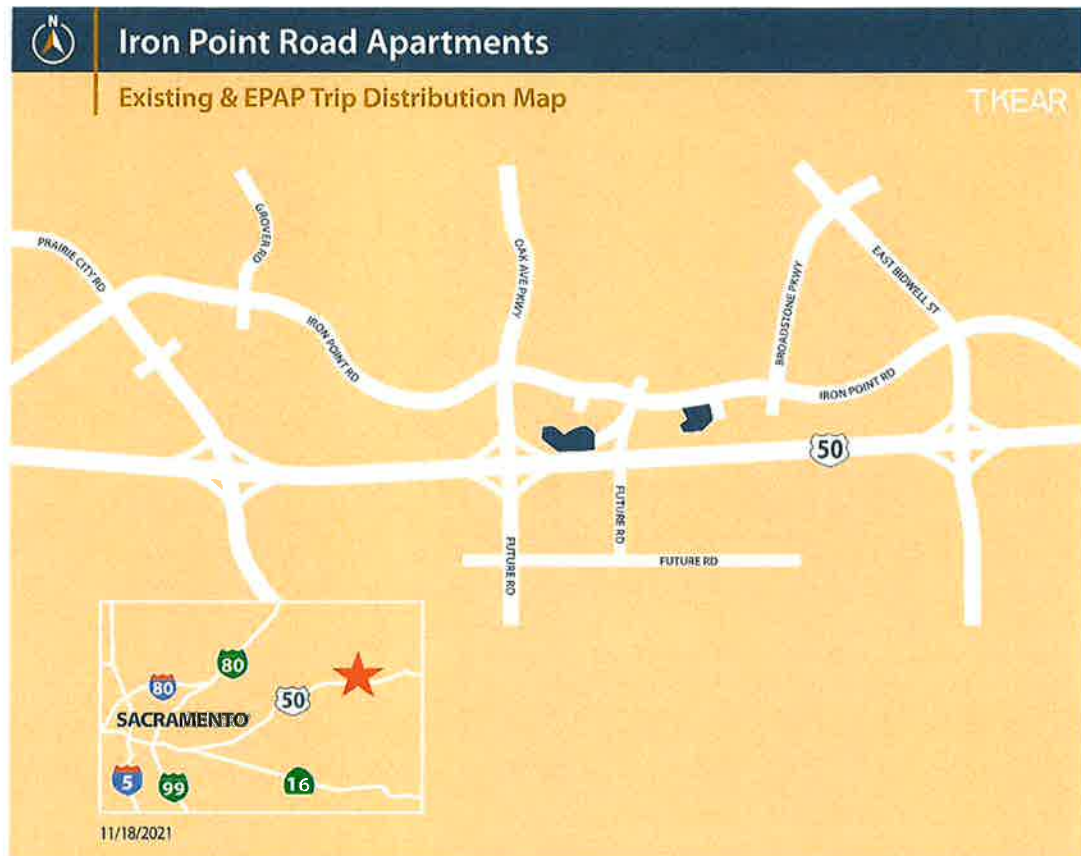 N
Iron Point Road Apartments
Existing & EPAP Trip Distribution Map
TKEAR
PRAIRIE CITY RD
GROVER RD
IRON POINT RD
OAK AVE PKWY
BROADSTONE PKWY
EAST BIDWELL ST
IRON POINT RD
50
FUTURE RD
FUTURE RD
FUTURE RD
80
80
50
SACRAMENTO
5
99
16
11/18/2021